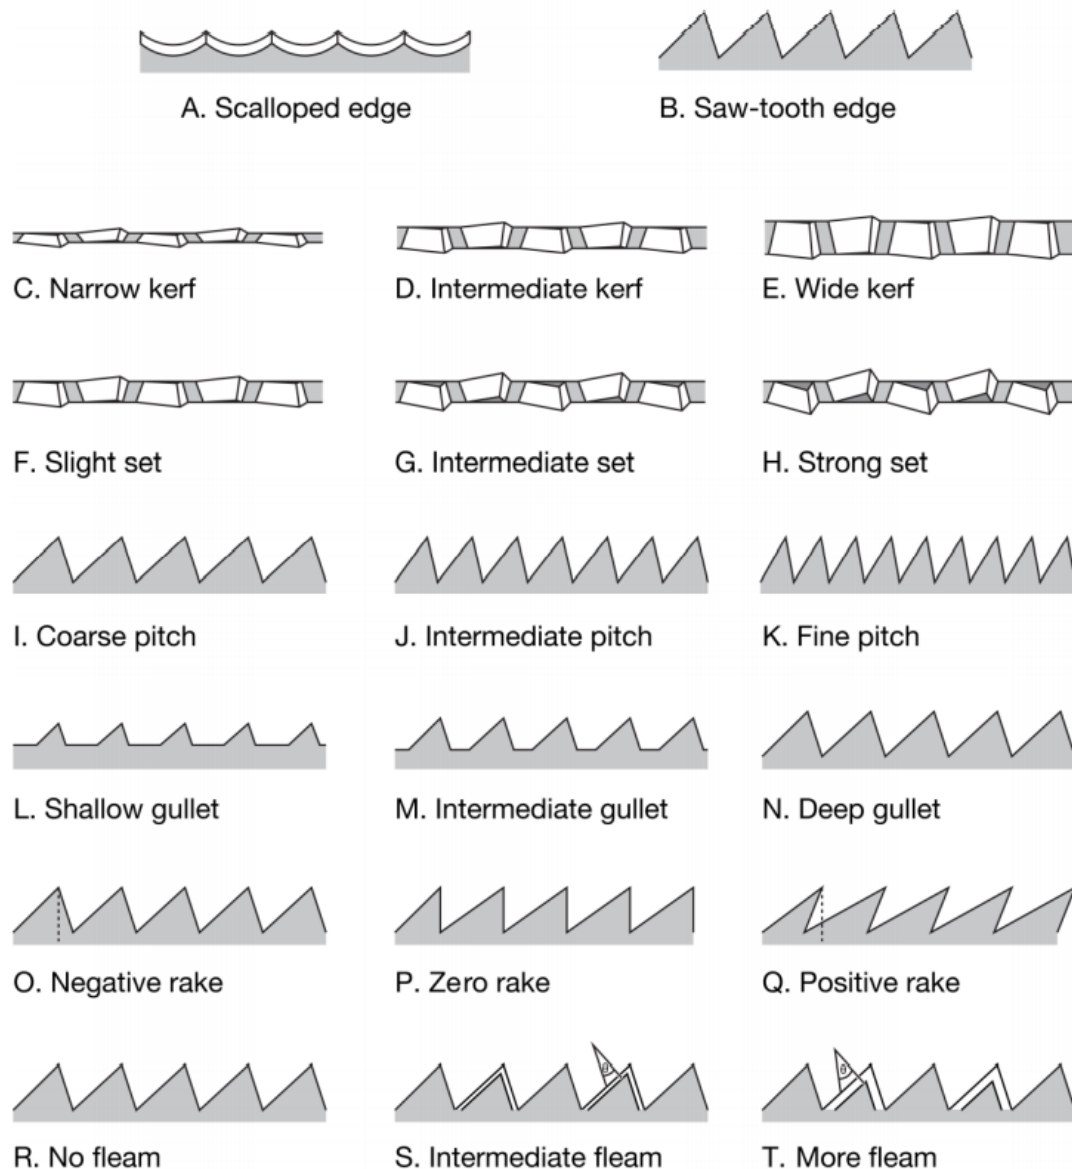 A. Scalloped edge
B. Saw-tooth edge
C. Narrow kerf
D. Intermediate kerf
E. Wide kerf
F. Slight set
G. Intermediate set
H. Strong set
I. Coarse pitch
J. Intermediate pitch
K. Fine pitch
L. Shallow gullet
M. Intermediate gullet
N. Deep gullet
O. Negative rake
P. Zero rake
Q. Positive rake
θ
θ
R. No fleam
S. Intermediate fleam
T. More fleam